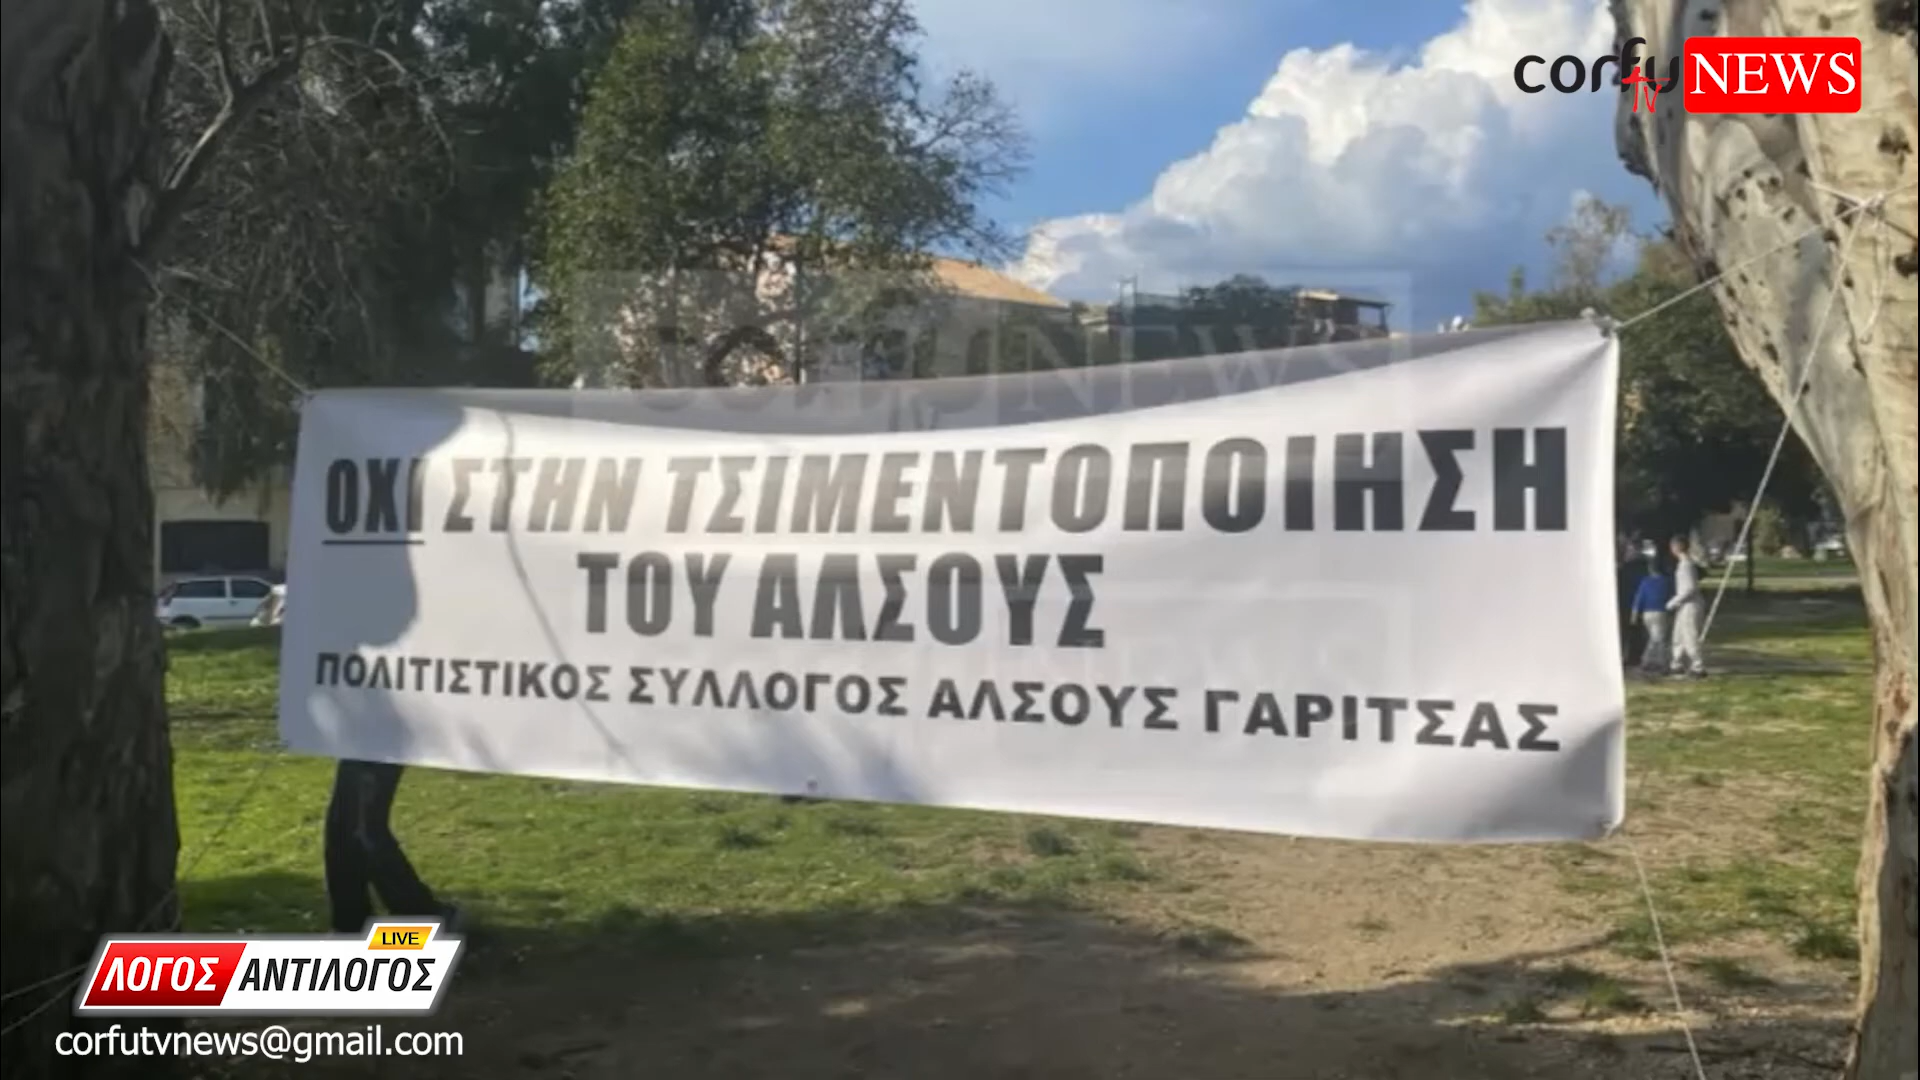 corfu tv NEWS
ΟΧΙ ΣΤΗΝ ΤΣΙΜΕΝΤΟΠΟΙΗΣΗ
ΤΟΥ ΑΛΣΟΥΣ
ΠΟΛΙΤΙΣΤΙΚΟΣ ΣΥΛΛΟΓΟΣ ΑΛΣΟΥΣ ΓΑΡΙΤΣΑΣ
LIVE
ΛΟΓΟΣ ΑΝΤΙΛΟΓΟΣ
corfutvnews@gmail.com